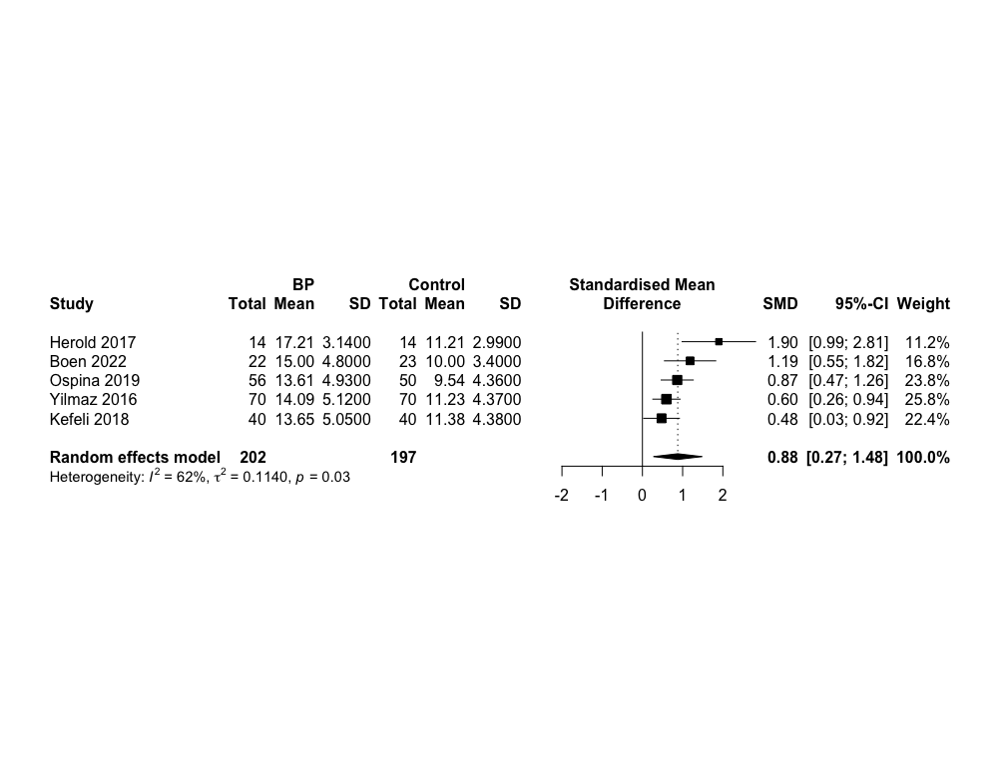 BP Control Standardised Mean
Study Total Mean SD Total Mean SD Difference SMD 95%-CI Weight
Herold 2017 14 17.21 3.1400 14 11.21 2.9900 1.90 [0.99; 2.81] 11.2%
Boen 2022 22 15.00 4.8000 23 10.00 3.4000 1.19 [0.55; 1.82] 16.8%
Ospina 2019 56 13.61 4.9300 50 9.54 4.3600 0.87 [0.47; 1.26] 23.8%
Yilmaz 2016 70 14.09 5.1200 70 11.23 4.3700 0.60 [0.26; 0.94] 25.8%
Kefeli 2018 40 13.65 5.0500 40 11.38 4.3800 0.48 [0.03; 0.92] 22.4%
Random effects model 202 197 0.88 [0.27; 1.48] 100.0%
Heterogeneity: I² = 62%, τ² = 0.1140, p = 0.03
-2 -1 0 1 2